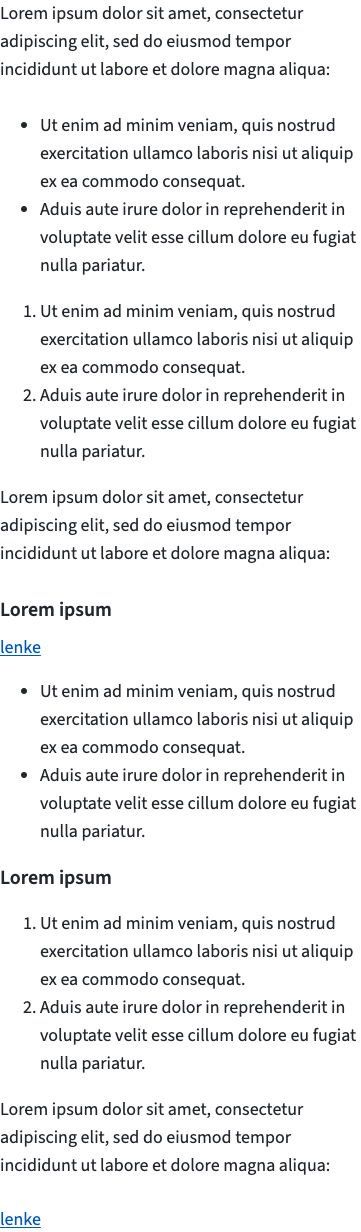 Lorem ipsum dolor sit amet, consectetur
adipiscing elit, sed do eiusmod tempor
incididunt ut labore et dolore magna aliqua:
• Ut enim ad minim veniam, quis nostrud
exercitation ullamco laboris nisi ut aliquip
ex ea commodo consequat.
• Aduis aute irure dolor in reprehenderit in
voluptate velit esse cillum dolore eu fugiat
nulla pariatur.
1. Ut enim ad minim veniam, quis nostrud
exercitation ullamco laboris nisi ut aliquip
ex ea commodo consequat.
2. Aduis aute irure dolor in reprehenderit in
voluptate velit esse cillum dolore eu fugiat
nulla pariatur.
Lorem ipsum dolor sit amet, consectetur
adipiscing elit, sed do eiusmod tempor
incididunt ut labore et dolore magna aliqua:
Lorem ipsum
lenke
• Ut enim ad minim veniam, quis nostrud
exercitation ullamco laboris nisi ut aliquip
ex ea commodo consequat.
• Aduis aute irure dolor in reprehenderit in
voluptate velit esse cillum dolore eu fugiat
nulla pariatur.
Lorem ipsum
1. Ut enim ad minim veniam, quis nostrud
exercitation ullamco laboris nisi ut aliquip
ex ea commodo consequat.
2. Aduis aute irure dolor in reprehenderit in
voluptate velit esse cillum dolore eu fugiat
nulla pariatur.
Lorem ipsum dolor sit amet, consectetur
adipiscing elit, sed do eiusmod tempor
incididunt ut labore et dolore magna aliqua:
lenke